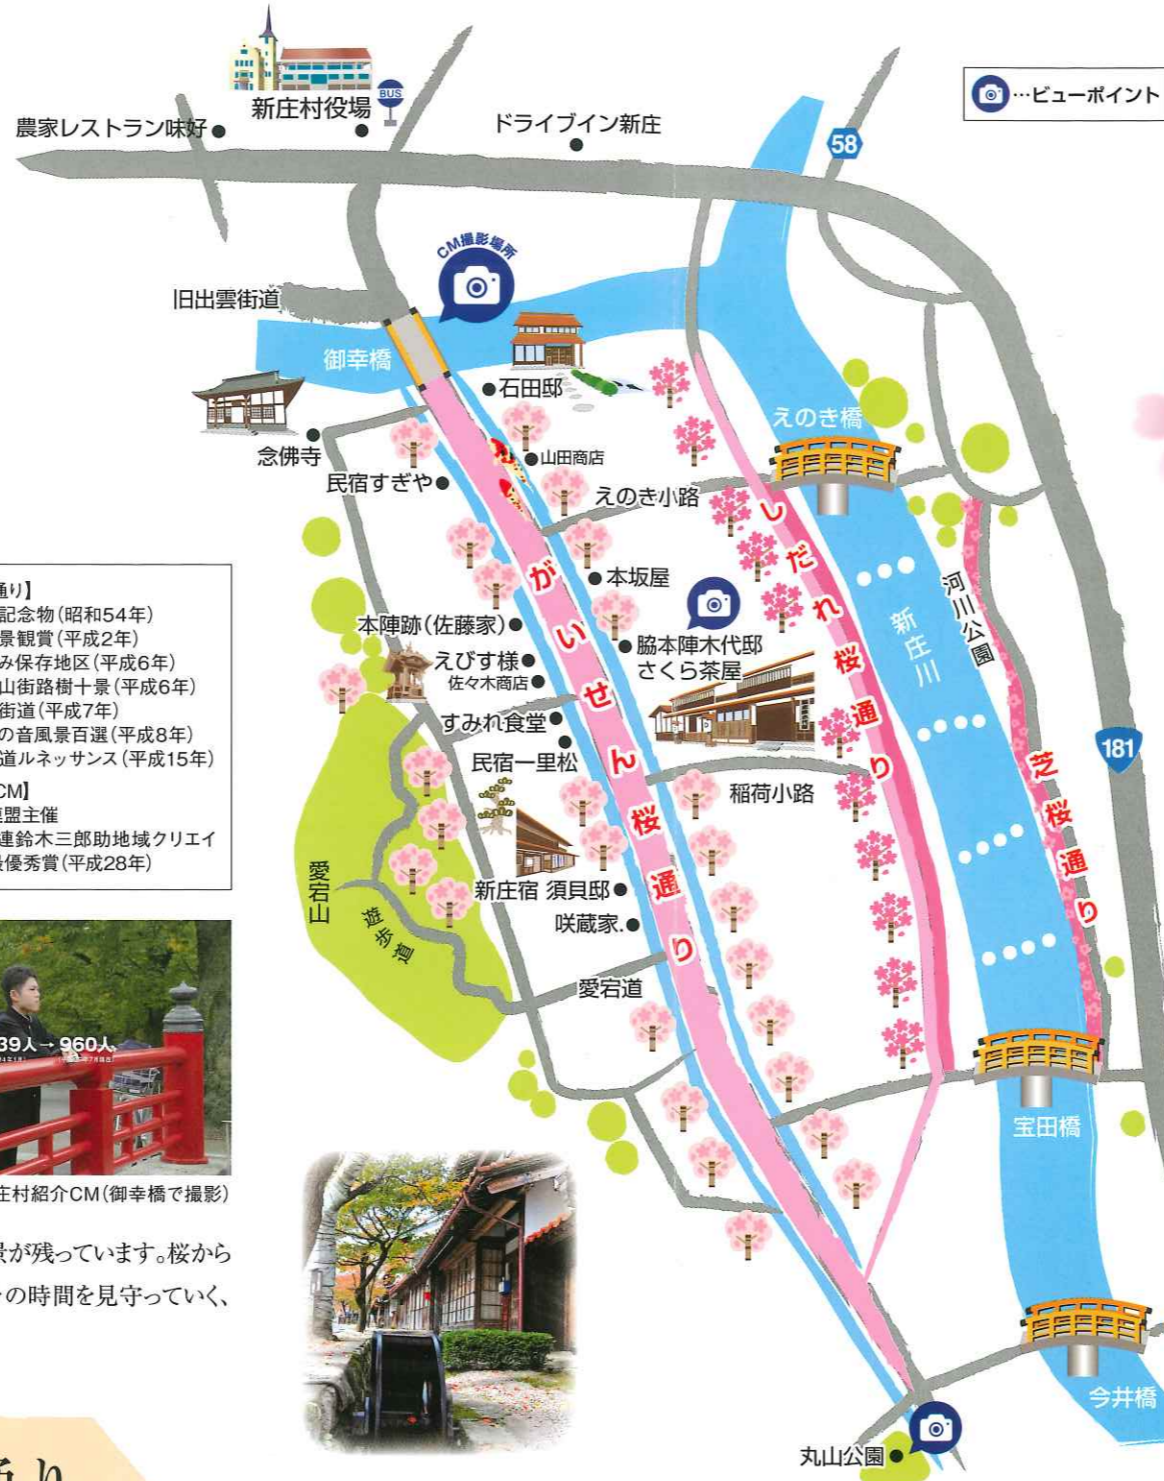 …ビューポイント
BUS
新庄村役場
農家レストラン味好
ドライブイン新庄
58
CM撮影場所
旧出雲街道
御幸橋
石田邸
念佛寺
山田商店
民宿すぎや
えのき小路
えのき橋
本坂屋
本陣跡(佐藤家)
えびす様
佐々木商店
脇本陣木代邸
さくら茶屋
すみれ食堂
民宿一里松
稲荷小路
新庄宿 須貝邸
咲蔵家.
愛宕山
遊歩道
愛宕道
がいせん桜通り
しだれ桜通り
新庄川
河川公園
芝桜通り
181
宝田橋
今井橋
丸山公園
通り】
記念物(昭和54年)
景観賞(平成2年)
み保存地区(平成6年)
山街路樹十景(平成6年)
街道(平成7年)
の音風景百選(平成8年)
道ルネッサンス(平成15年)
CM】
連盟主催
連鈴木三郎助地域クリエイ
最優秀賞(平成28年)
39人→960人
庄村紹介CM(御幸橋で撮影)
景が残っています。桜から
の時間を見守っていく、
通り